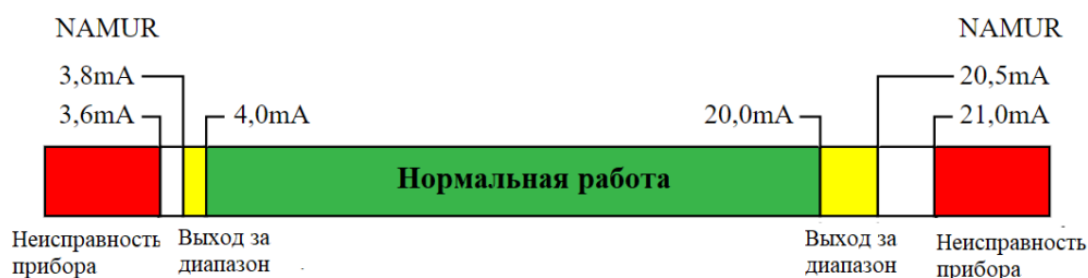 NAMUR
NAMUR
3,8mA
20,5mA
3,6mA
4,0mA
20,0mA
21,0mA
Нормальная работа
Неисправность
прибора
Выход за
диапазон
Выход за
диапазон
Неисправность
прибора